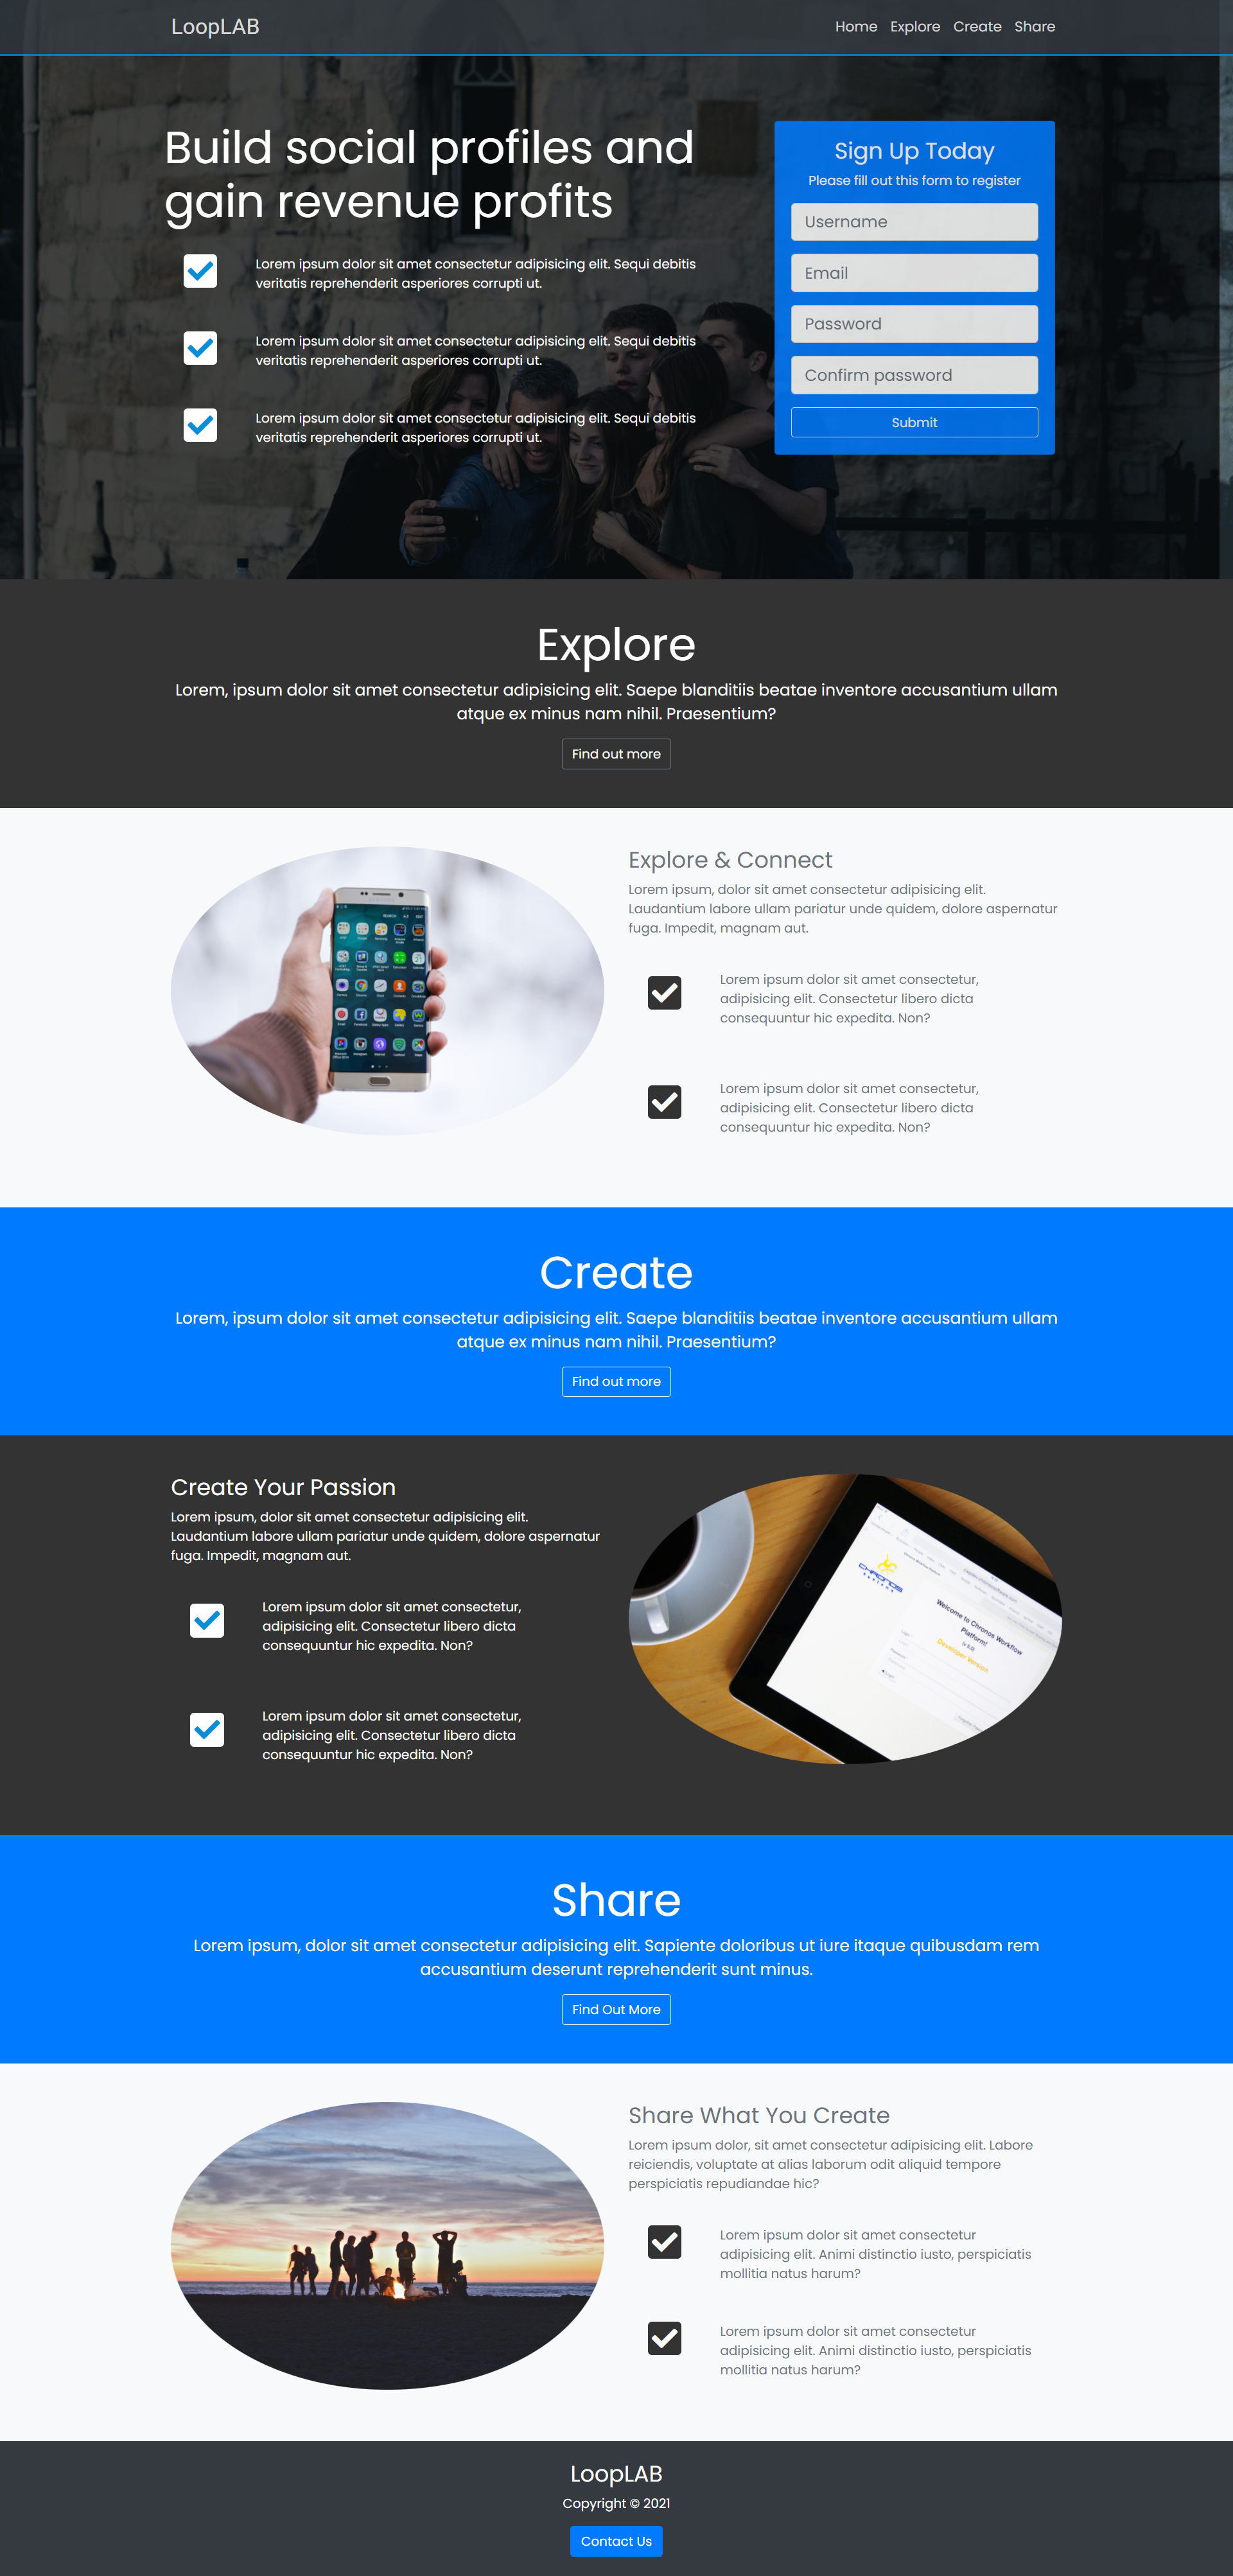 LoopLAB
Home Explore Create Share
Build social profiles and
gain revenue profits
Lorem ipsum dolor sit amet consectetur adipisicing elit. Sequi debitis
veritatis reprehenderit asperiores corrupti ut.
Lorem ipsum dolor sit amet consectetur adipisicing elit. Sequi debitis
veritatis reprehenderit asperiores corrupti ut.
Lorem ipsum dolor sit amet consectetur adipisicing elit. Sequi debitis
veritatis reprehenderit asperiores corrupti ut.
Sign Up Today
Please fill out this form to register
Username
Email
Password
Confirm password
Submit
Explore
Lorem, ipsum dolor sit amet consectetur adipisicing elit. Saepe blanditiis beatae inventore accusantium ullam
atque ex minus nam nihil. Praesentium?
Find out more
Explore & Connect
Lorem ipsum, dolor sit amet consectetur adipisicing elit.
Laudantium labore ullam pariatur unde quidem, dolore aspernatur
fuga. Impedit, magnam aut.
Lorem ipsum dolor sit amet consectetur,
adipisicing elit. Consectetur libero dicta
consequuntur hic expedita. Non?
Lorem ipsum dolor sit amet consectetur,
adipisicing elit. Consectetur libero dicta
consequuntur hic expedita. Non?
Create
Lorem, ipsum dolor sit amet consectetur adipisicing elit. Saepe blanditiis beatae inventore accusantium ullam
atque ex minus nam nihil. Praesentium?
Find out more
Create Your Passion
Lorem ipsum, dolor sit amet consectetur adipisicing elit.
Laudantium labore ullam pariatur unde quidem, dolore aspernatur
fuga. Impedit, magnam aut.
Lorem ipsum dolor sit amet consectetur,
adipisicing elit. Consectetur libero dicta
consequuntur hic expedita. Non?
Lorem ipsum dolor sit amet consectetur,
adipisicing elit. Consectetur libero dicta
consequuntur hic expedita. Non?
CHRONOS
Welcome to Chronos Workflow
Platform!
Developer Version
Share
Lorem ipsum, dolor sit amet consectetur adipisicing elit. Sapiente doloribus ut iure itaque quibusdam rem
accusantium deserunt reprehenderit sunt minus.
Find Out More
Share What You Create
Lorem ipsum dolor, sit amet consectetur adipisicing elit. Labore
reiciendis, voluptate at alias laborum odit aliquid tempore
perspiciatis repudiandae hic?
Lorem ipsum dolor sit amet consectetur
adipisicing elit. Animi distinctio iusto, perspiciatis
mollitia natus harum?
Lorem ipsum dolor sit amet consectetur
adipisicing elit. Animi distinctio iusto, perspiciatis
mollitia natus harum?
LoopLAB
Copyright © 2021
Contact Us